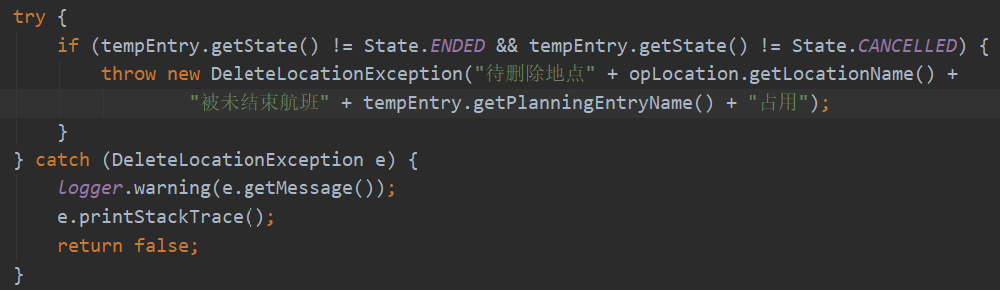 try {
    if (tempEntry.getState() != State.ENDED && tempEntry.getState() != State.CANCELLED) {
        throw new DeleteLocationException("待删除地点" + opLocation.getLocationName() +
                "被未结束航班" + tempEntry.getPlanningEntryName() + "占用");
    }
} catch (DeleteLocationException e) {
    logger.warning(e.getMessage());
    e.printStackTrace();
    return false;
}